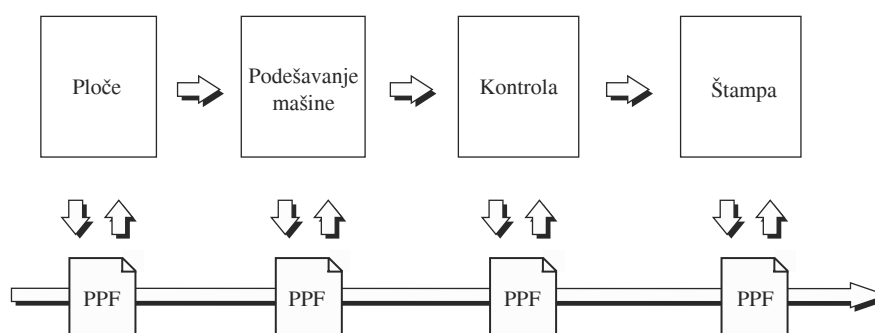 Ploče
Podešavanje
mašine
Kontrola
Štampa
PPF
PPF
PPF
PPF